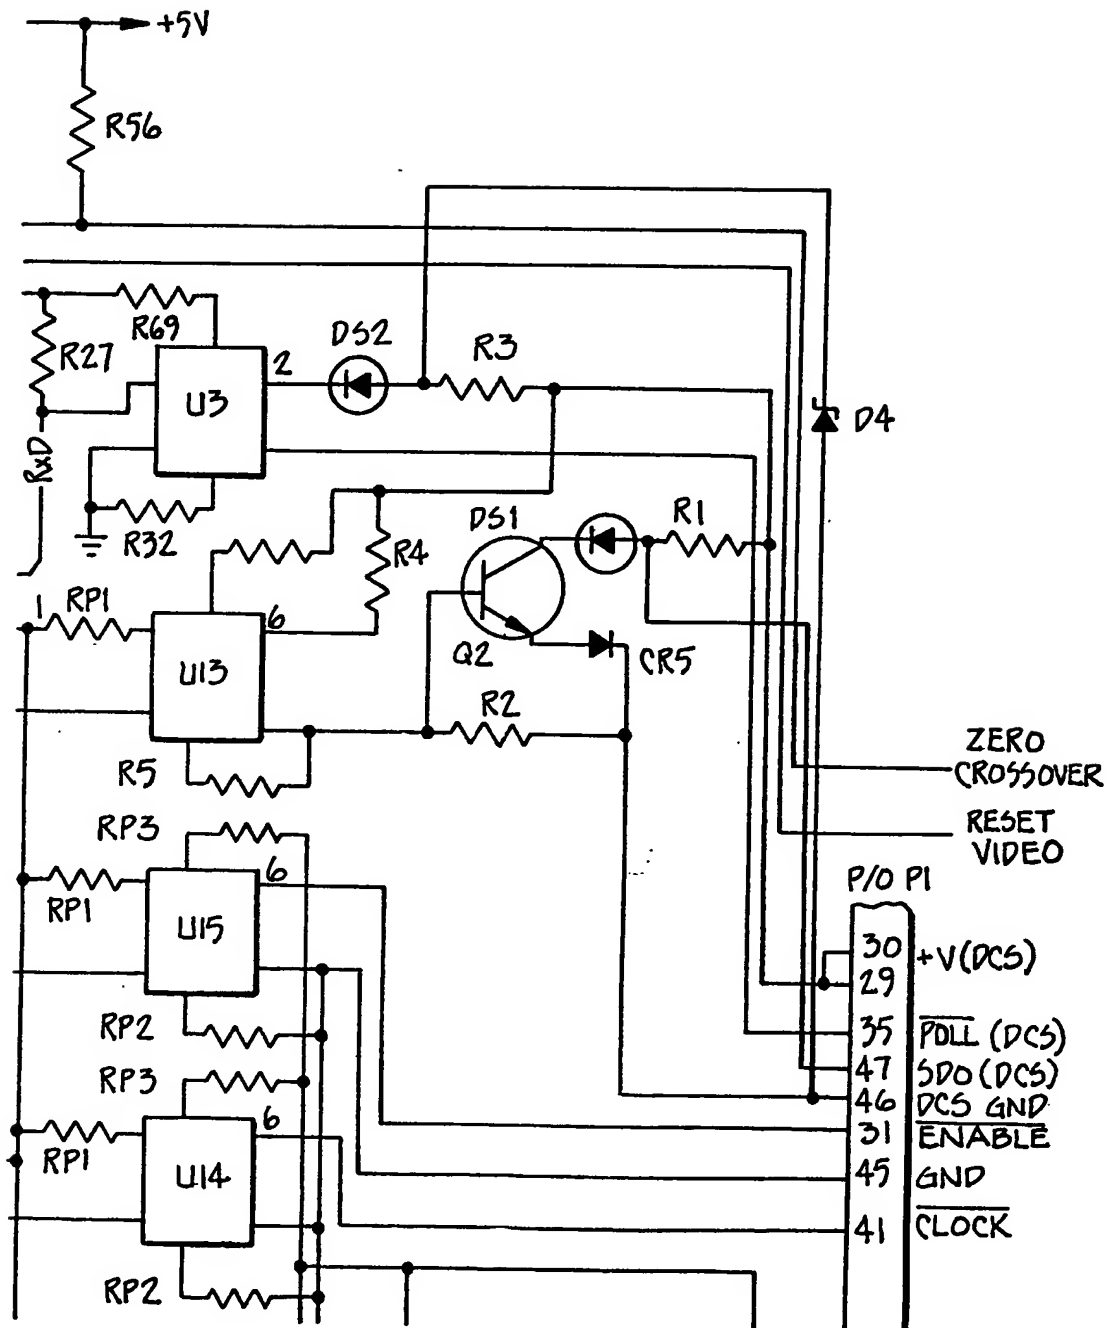 +5V
R56
R69
DS2
R3
R27
2
U3
D4
RxD
R32
DS1
R1
R4
1
RP1
6
Q2
CR5
U13
R2
R5
ZERO
CROSSOVER
RP3
RESET
VIDEO
6
P/O P1
RP1
U15
30
+V(DCS)
29
RP2
35
POLL (DCS)
RP3
47
SDO (DCS)
46
DCS GND
6
31
ENABLE
RP1
U14
45
GND
41
CLOCK
RP2